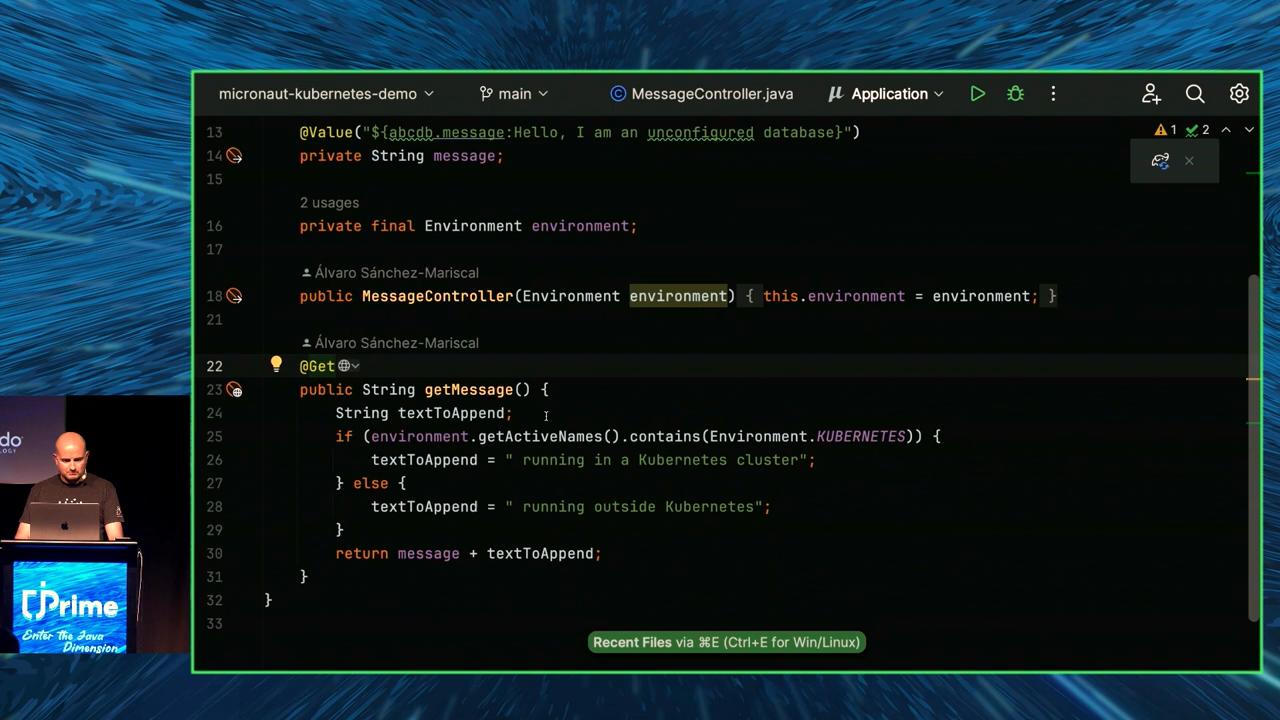 micronaut-kubernetes-demo
main
MessageController.java
Application
1
2
13 @Value("${abcdb.message:Hello, I am an unconfigured database}")
14 private String message;
15
2 usages
16 private final Environment environment;
17
Álvaro Sánchez-Mariscal
18 public MessageController(Environment environment) { this.environment = environment; }
21
Álvaro Sánchez-Mariscal
22 @Get
23 public String getMessage() {
24 String textToAppend;
25 if (environment.getActiveNames().contains(Environment.KUBERNETES)) {
26 textToAppend = " running in a Kubernetes cluster";
27 } else {
28 textToAppend = " running outside Kubernetes";
29 }
30 return message + textToAppend;
31 }
32 }
33
Recent Files via ⌘E (Ctrl+E for Win/Linux)
jPrime
Enter The Java
Dimension